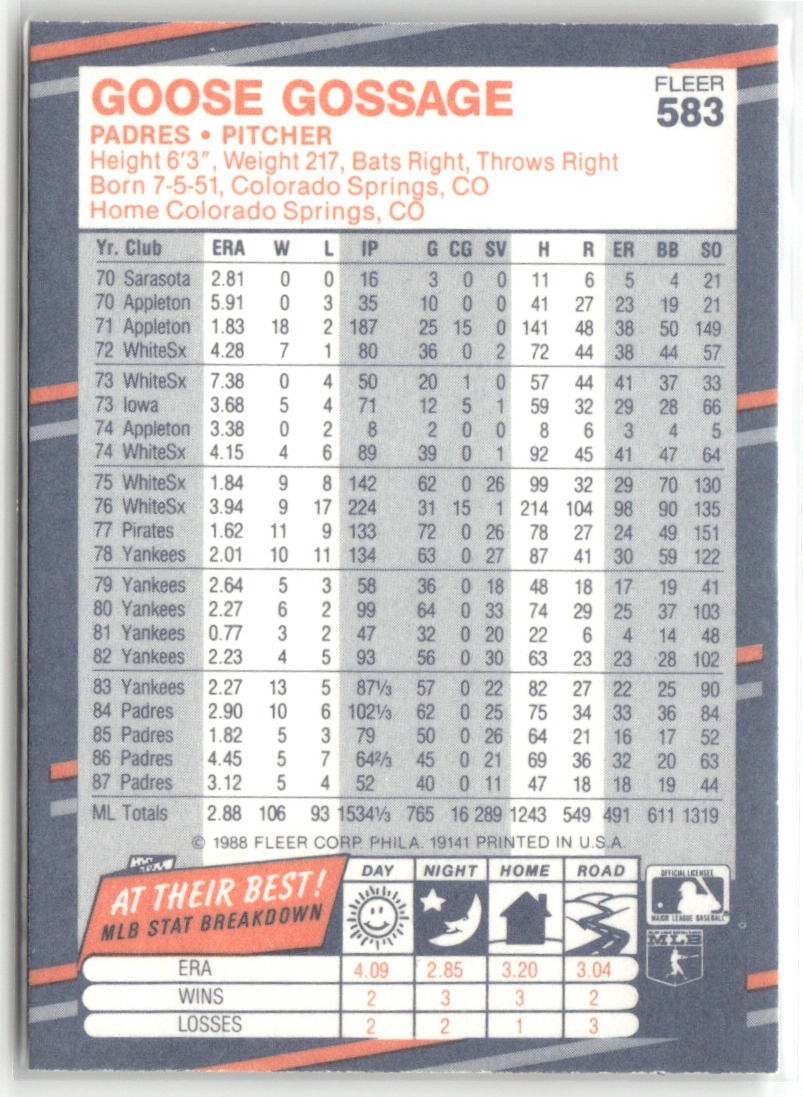 GOOSE GOSSAGE
FLEER
583
PADRES • PITCHER
Height 6'3", Weight 217, Bats Right, Throws Right
Born 7-5-51, Colorado Springs, CO
Home Colorado Springs, CO
Yr. Club ERA W L IP G CG SV H R ER BB SO
70 Sarasota 2.81 0 0 16 3 0 0 11 6 5 4 21
70 Appleton 5.91 0 3 35 10 0 0 41 27 23 19 21
71 Appleton 1.83 18 2 187 25 15 0 141 48 38 50 149
72 WhiteSx 4.28 7 1 80 36 0 2 72 44 38 44 57
73 WhiteSx 7.38 0 4 50 20 1 0 57 44 41 37 33
73 Iowa 3.68 5 4 71 12 5 1 59 32 29 28 66
74 Appleton 3.38 0 2 8 2 0 0 8 6 3 4 5
74 WhiteSx 4.15 4 6 89 39 0 1 92 45 41 47 64
75 WhiteSx 1.84 9 8 142 62 0 26 99 32 29 70 130
76 WhiteSx 3.94 9 17 224 31 15 1 214 104 98 90 135
77 Pirates 1.62 11 9 133 72 0 26 78 27 24 49 151
78 Yankees 2.01 10 11 134 63 0 27 87 41 30 59 122
79 Yankees 2.64 5 3 58 36 0 18 48 18 17 19 41
80 Yankees 2.27 6 2 99 64 0 33 74 29 25 37 103
81 Yankees 0.77 3 2 47 32 0 20 22 6 4 14 48
82 Yankees 2.23 4 5 93 56 0 30 63 23 23 28 102
83 Yankees 2.27 13 5 87⅓ 57 0 22 82 27 22 25 90
84 Padres 2.90 10 6 102⅓ 62 0 25 75 34 33 36 84
85 Padres 1.82 5 3 79 50 0 26 64 21 16 17 52
86 Padres 4.45 5 7 64⅔ 45 0 21 69 36 32 20 63
87 Padres 3.12 5 4 52 40 0 11 47 18 18 19 44
ML Totals 2.88 106 93 1534⅓ 765 16 289 1243 549 491 611 1319
© 1988 FLEER CORP. PHILA. 19141 PRINTED IN U.S.A.
AT THEIR BEST!
MLB STAT BREAKDOWN
DAY NIGHT HOME ROAD
ERA 4.09 2.85 3.20 3.04
WINS 2 3 3 2
LOSSES 2 2 1 3
OFFICIAL LICENSEE
MAJOR LEAGUE BASEBALL
MLB